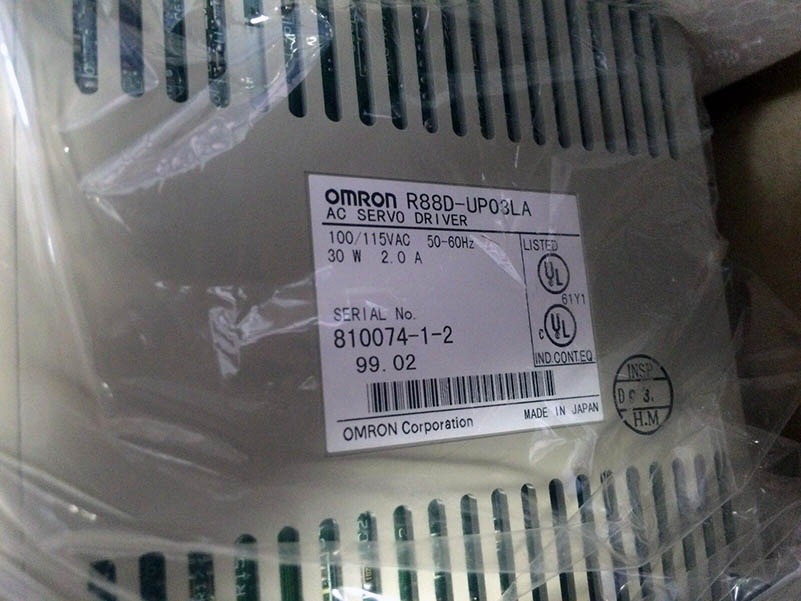 OMRON R88D-UP03LA
AC SERVO DRIVER
100/115VAC 50-60Hz
30 W 2.0 A
LISTED
UL
61Y1
C UL
IND.CONT.EQ
SERIAL No.
810074-1-2
99.02
OMRON Corporation
MADE IN JAPAN
INSP
H.M